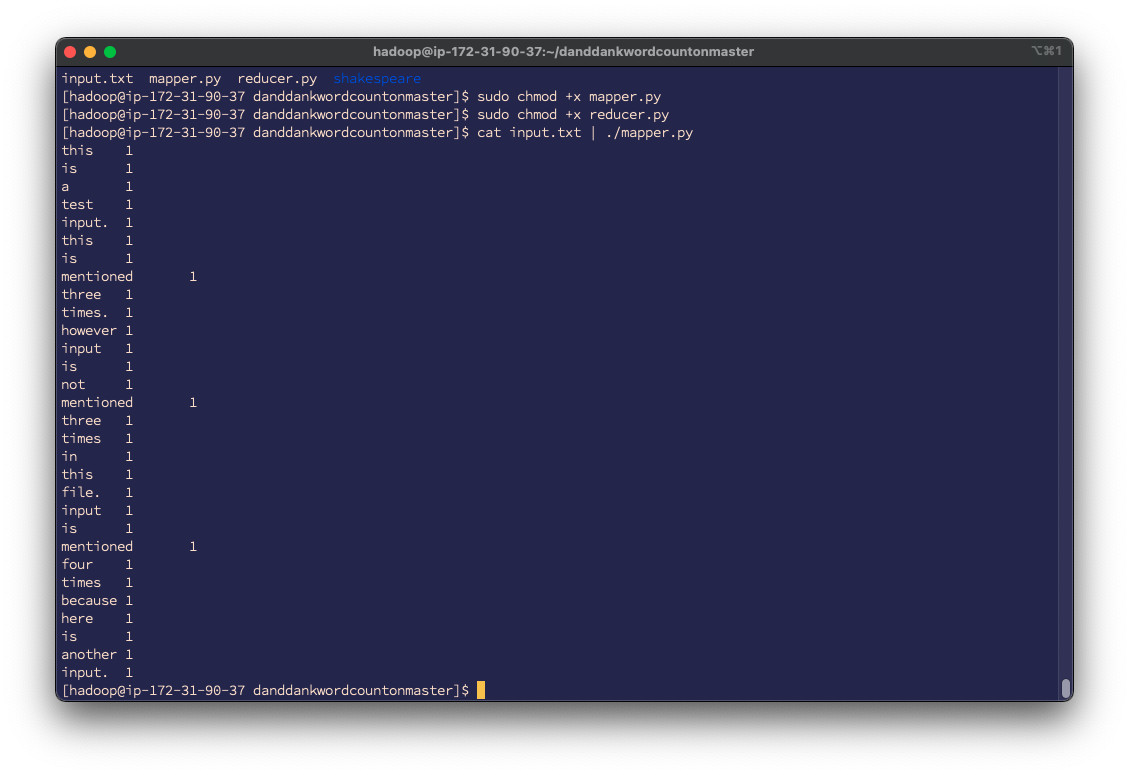 hadoop@ip-172-31-90-37:~/danddankwordcountonmaster ⌥⌘1
input.txt  mapper.py  reducer.py  shakespeare
[hadoop@ip-172-31-90-37 danddankwordcountonmaster]$ sudo chmod +x mapper.py
[hadoop@ip-172-31-90-37 danddankwordcountonmaster]$ sudo chmod +x reducer.py
[hadoop@ip-172-31-90-37 danddankwordcountonmaster]$ cat input.txt | ./mapper.py
this    1
is      1
a       1
test    1
input.  1
this    1
is      1
mentioned       1
three   1
times.  1
however 1
input   1
is      1
not     1
mentioned       1
three   1
times   1
in      1
this    1
file.   1
input   1
is      1
mentioned       1
four    1
times   1
because 1
here    1
is      1
another 1
input.  1
[hadoop@ip-172-31-90-37 danddankwordcountonmaster]$